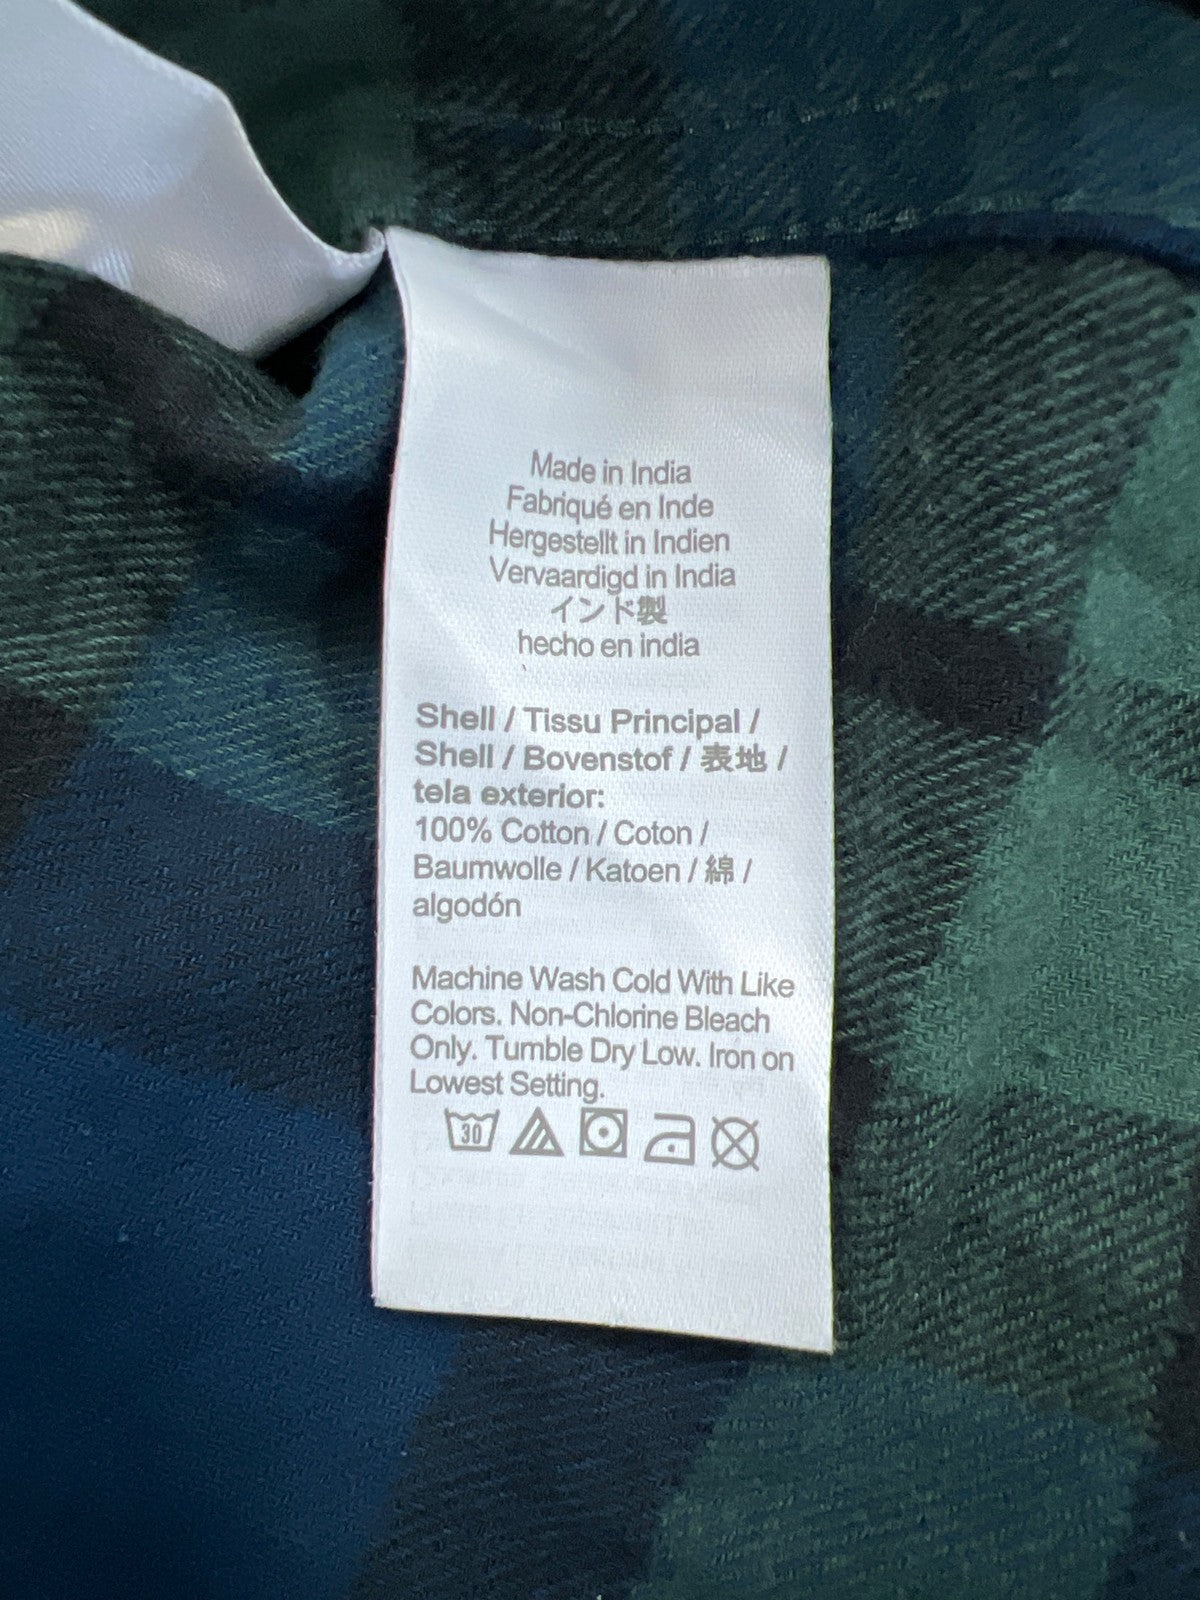 Made in India
Fabriqué en Inde
Hergestellt in Indien
Vervaardigd in India
インド製
hecho en india
Shell / Tissu Principal /
Shell / Bovenstof / 表地 /
tela exterior:
100% Cotton / Coton /
Baumwolle / Katoen / 綿 /
algodón
Machine Wash Cold With Like
Colors. Non-Chlorine Bleach
Only. Tumble Dry Low. Iron on
Lowest Setting.
30